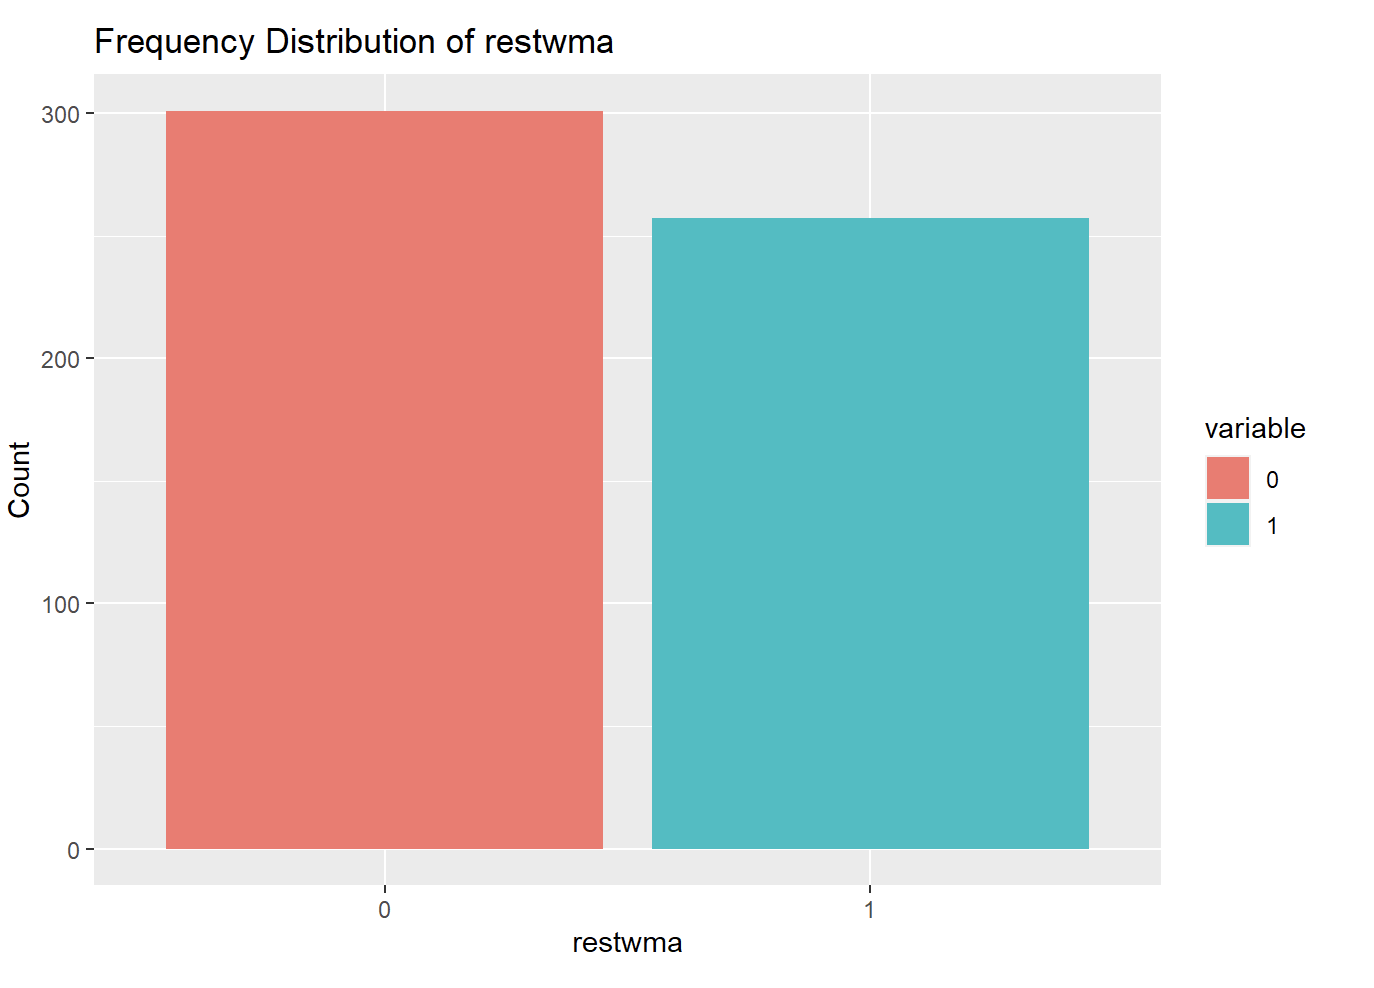 Frequency Distribution of restwma
300
200
100
0
Count
0
1
restwma
variable
0
1